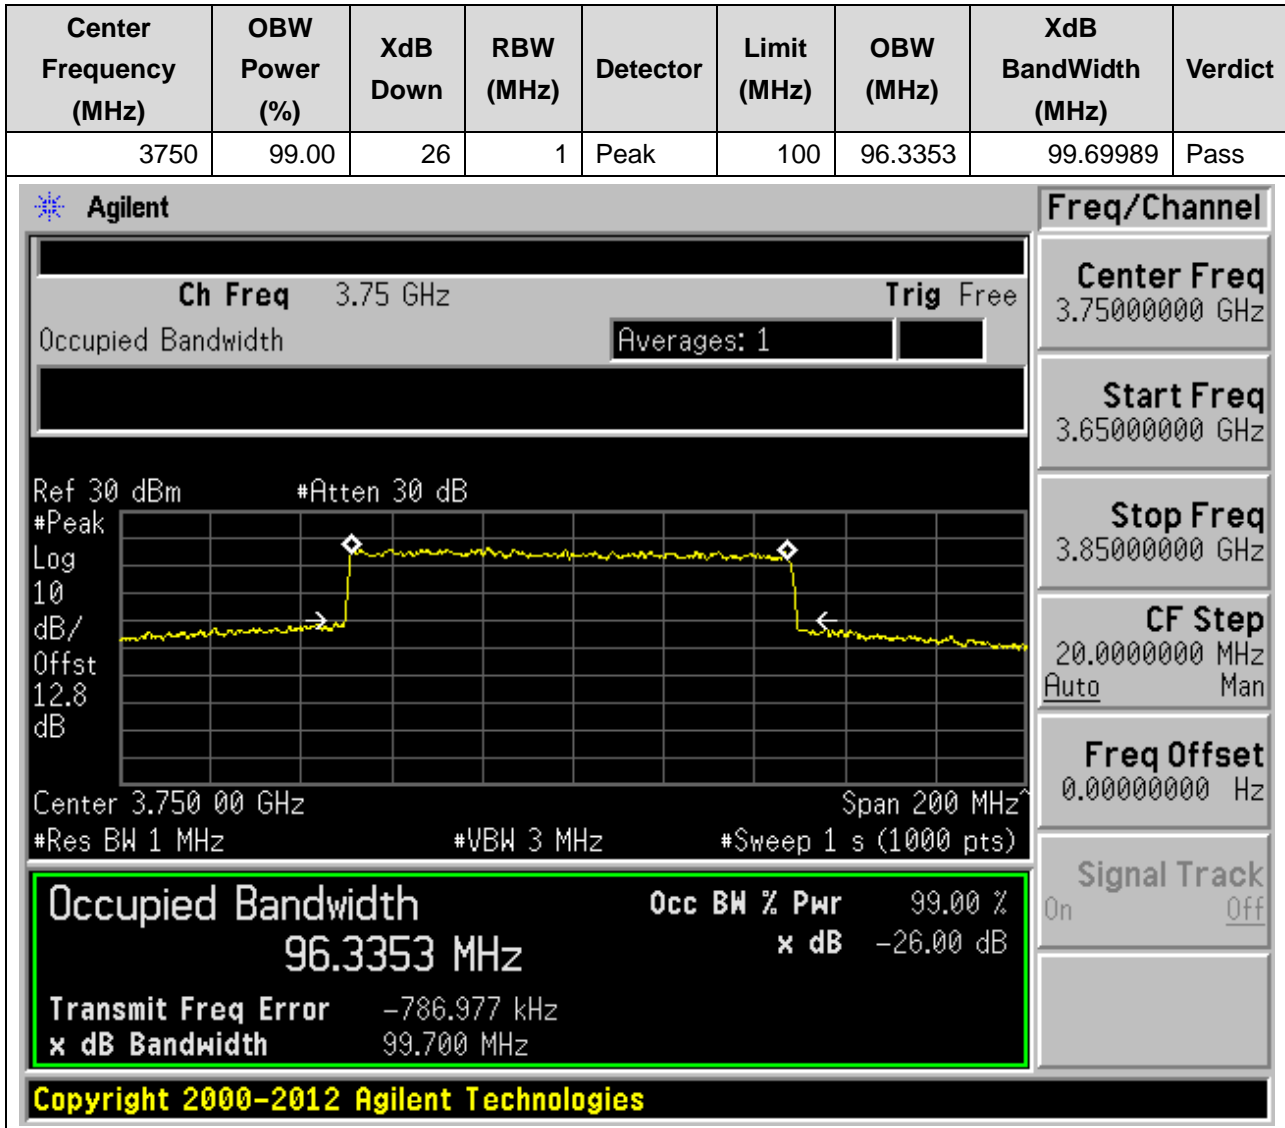 Center Frequency (MHz) OBW Power (%) XdB Down RBW (MHz) Detector Limit (MHz) OBW (MHz) XdB BandWidth (MHz) Verdict
3750 99.00 26 1 Peak 100 96.3353 99.69989 Pass
Agilent
Freq/Channel
Ch Freq 3.75 GHz Trig Free
Occupied Bandwidth Averages: 1
Center Freq
3.75000000 GHz
Start Freq
3.65000000 GHz
Stop Freq
3.85000000 GHz
CF Step
20.0000000 MHz
Auto Man
Freq Offset
0.00000000 Hz
Signal Track
On Off
Ref 30 dBm #Atten 30 dB
#Peak
Log
10
dB/
Offst
12.8
dB
Center 3.750 00 GHz Span 200 MHz^
#Res BW 1 MHz #VBW 3 MHz #Sweep 1 s (1000 pts)
Occupied Bandwidth Occ BW % Pwr 99.00 %
96.3353 MHz x dB -26.00 dB
Transmit Freq Error -786.977 kHz
x dB Bandwidth 99.700 MHz
Copyright 2000-2012 Agilent Technologies